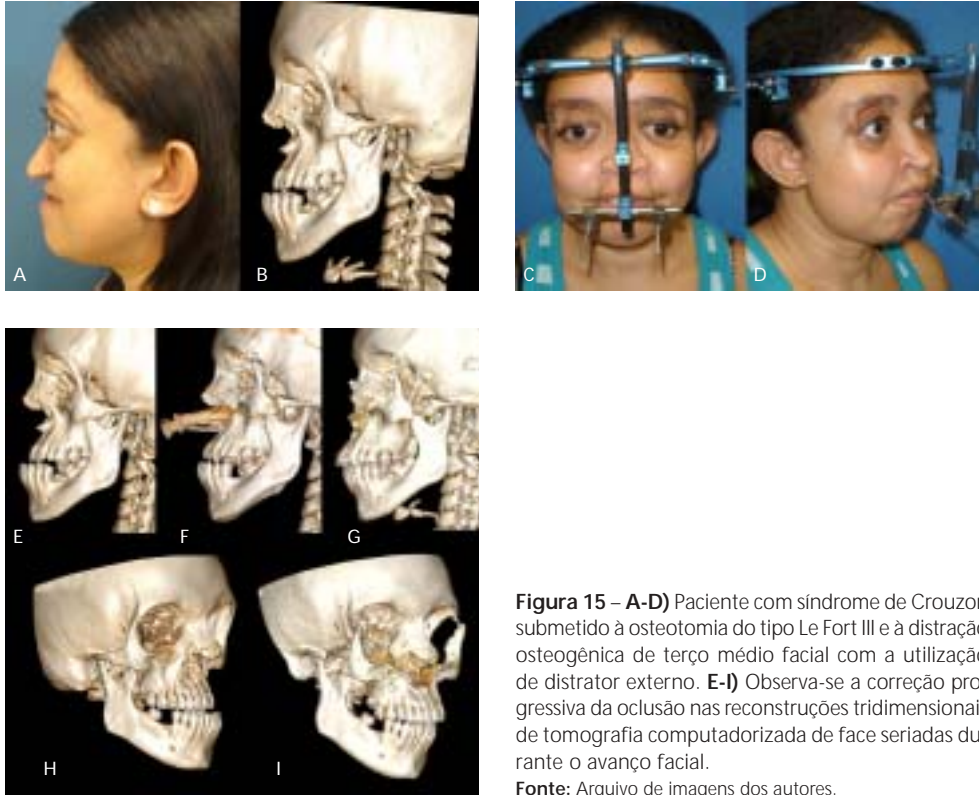 A
B
C
D
E
F
G
H
I
Figura 15 – A-D) Paciente com síndrome de Crouzon
submetido à osteotomia do tipo Le Fort III e à distração
osteogênica de terço médio facial com a utilização
de distrator externo. E-I) Observa-se a correção pro-
gressiva da oclusão nas reconstruções tridimensionais
de tomografia computadorizada de face seriadas du-
rante o avanço facial.
Fonte: Arquivo de imagens dos autores.